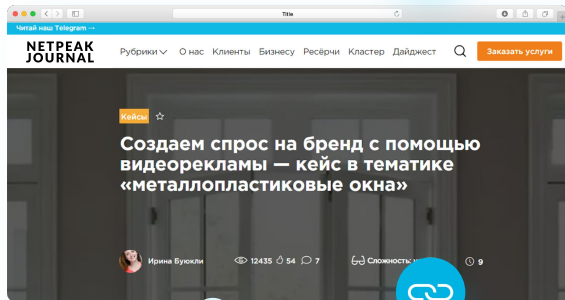 Title
Читай наш Telegram →
NETPEAK
JOURNAL
Рубрики О нас Клиенты Бизнесу Ресёрчи Кластер Дайджест Заказать услуги
Кейсы
Создаем спрос на бренд с помощью
видеорекламы — кейс в тематике
«металлопластиковые окна»
Ирина Буюкли 12435 54 7 Сложность: 9